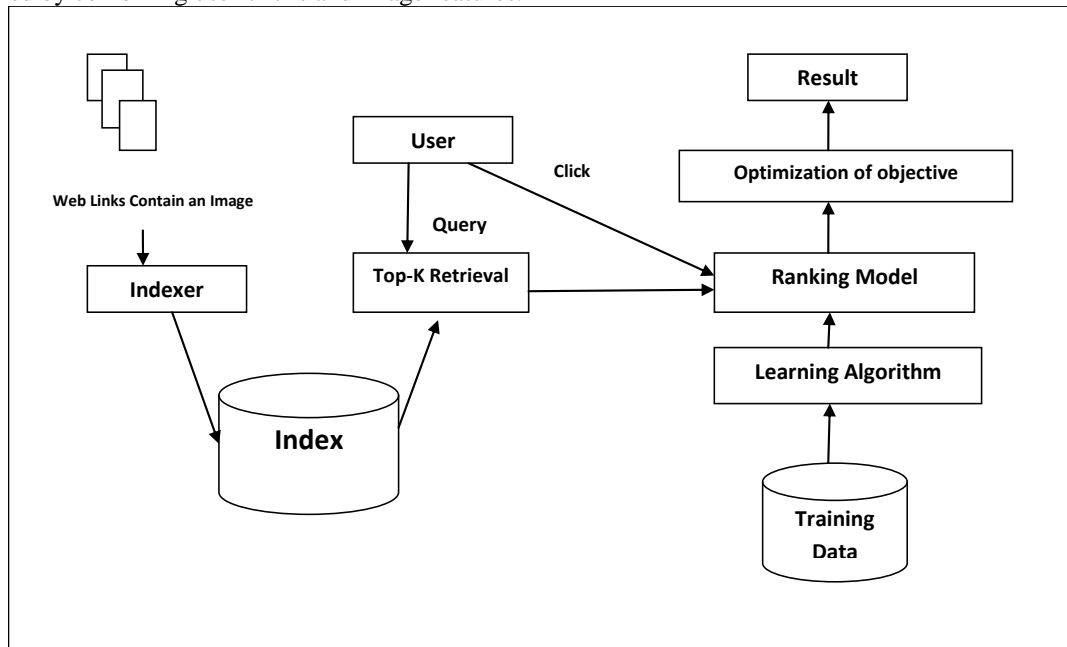 Result
User
Optimization of objective
Click
Web Links Contain an Image
Query
Top-K Retrieval
Ranking Model
Indexer
Learning Algorithm
Index
Training
Data